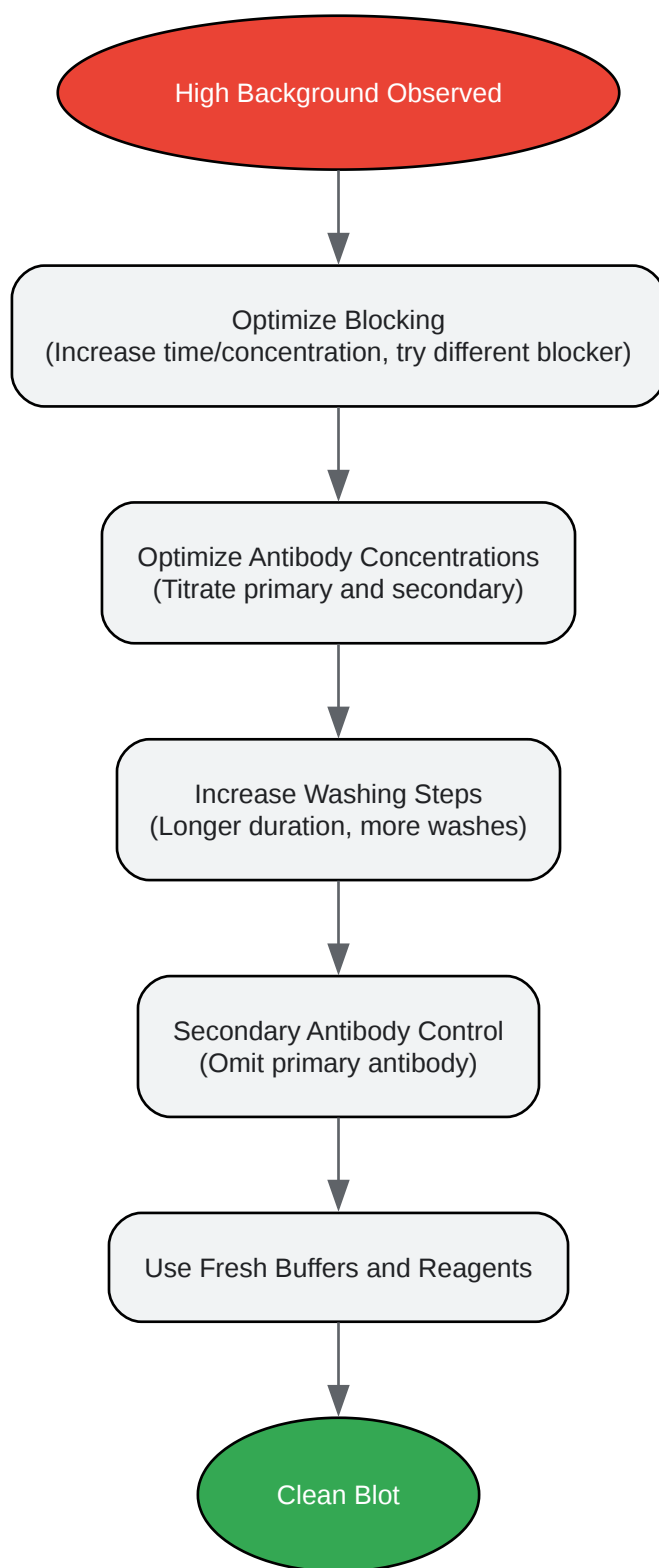 High Background Observed
Optimize Blocking
(Increase time/concentration, try different blocker)
Optimize Antibody Concentrations
(Titrate primary and secondary)
Increase Washing Steps
(Longer duration, more washes)
Secondary Antibody Control
(Omit primary antibody)
Use Fresh Buffers and Reagents
Clean Blot